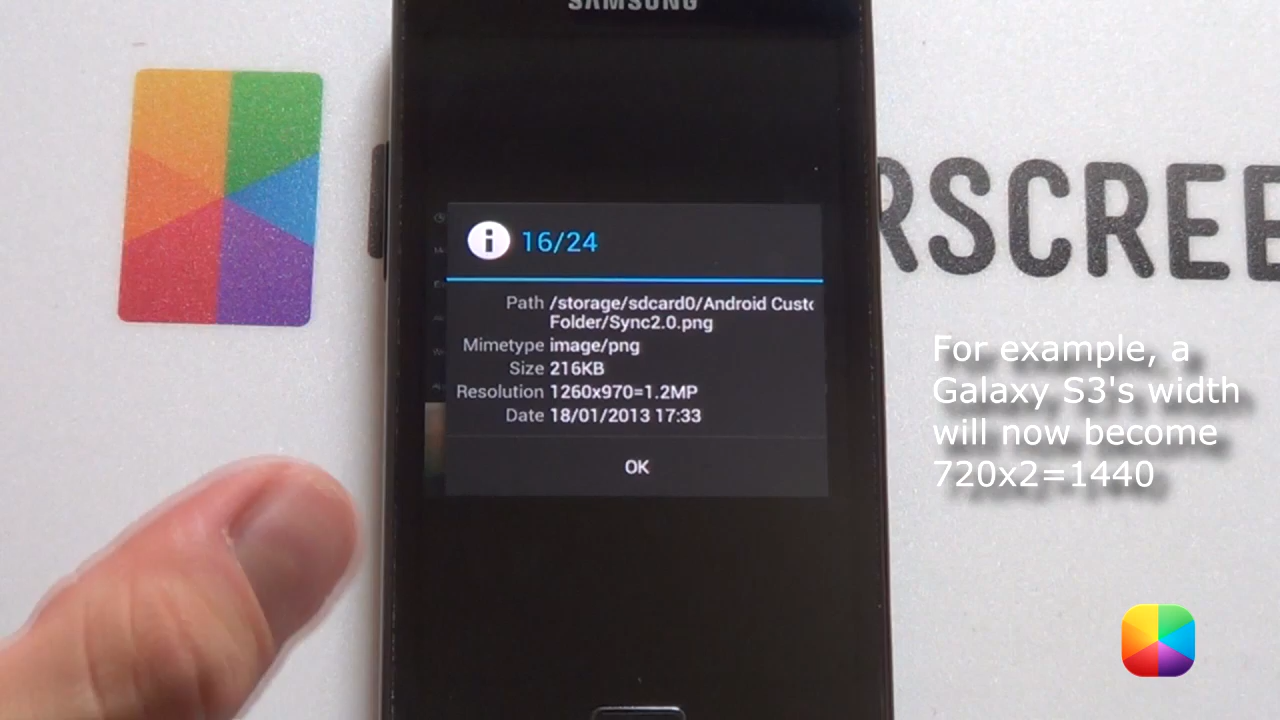 SAMSUNG
16/24
Path /storage/sdcard0/Android Cust
Folder/Sync2.0.png
Mimetype image/png
Size 216KB
Resolution 1260x970=1.2MP
Date 18/01/2013 17:33
OK
RSCREE
For example, a
Galaxy S3's width
will now become
720x2=1440